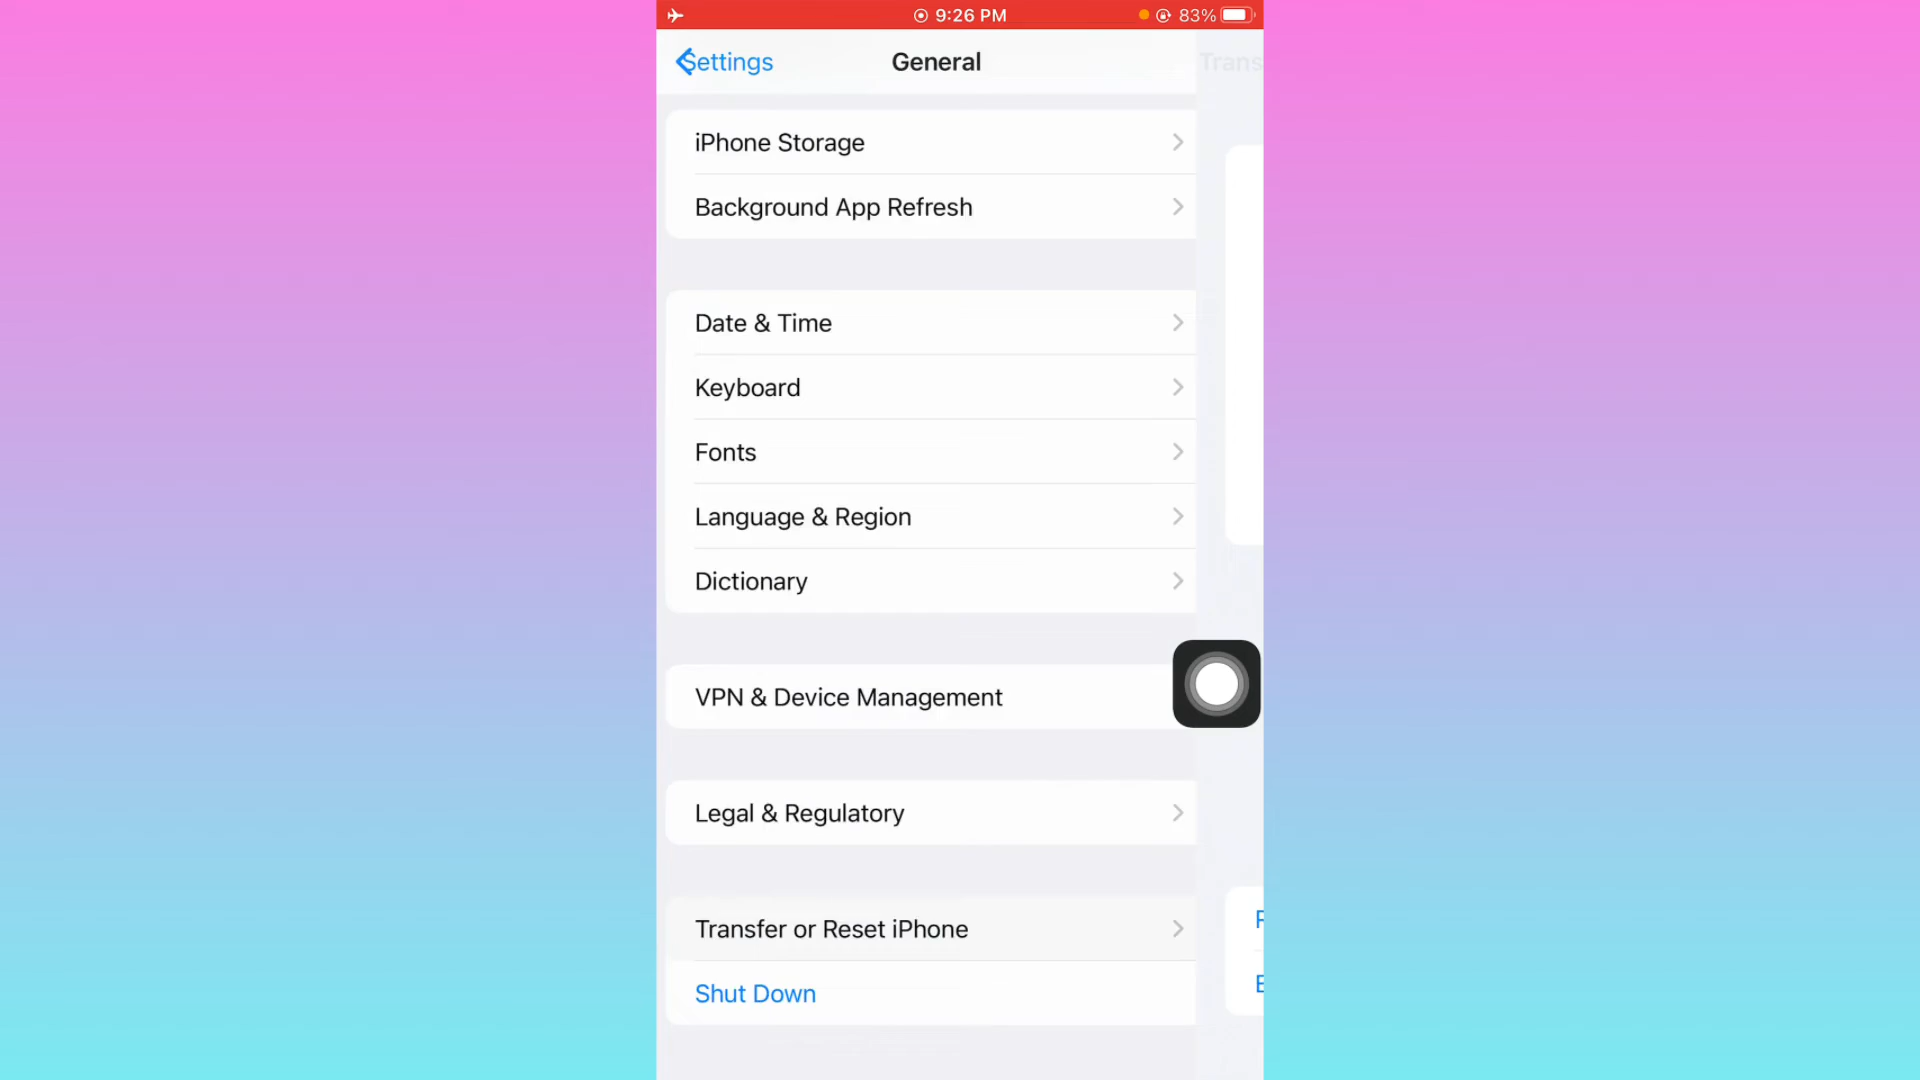 9:26 PM 83%
Settings General Trans
iPhone Storage
Background App Refresh
Date & Time
Keyboard
Fonts
Language & Region
Dictionary
VPN & Device Management
Legal & Regulatory
Transfer or Reset iPhone
Shut Down